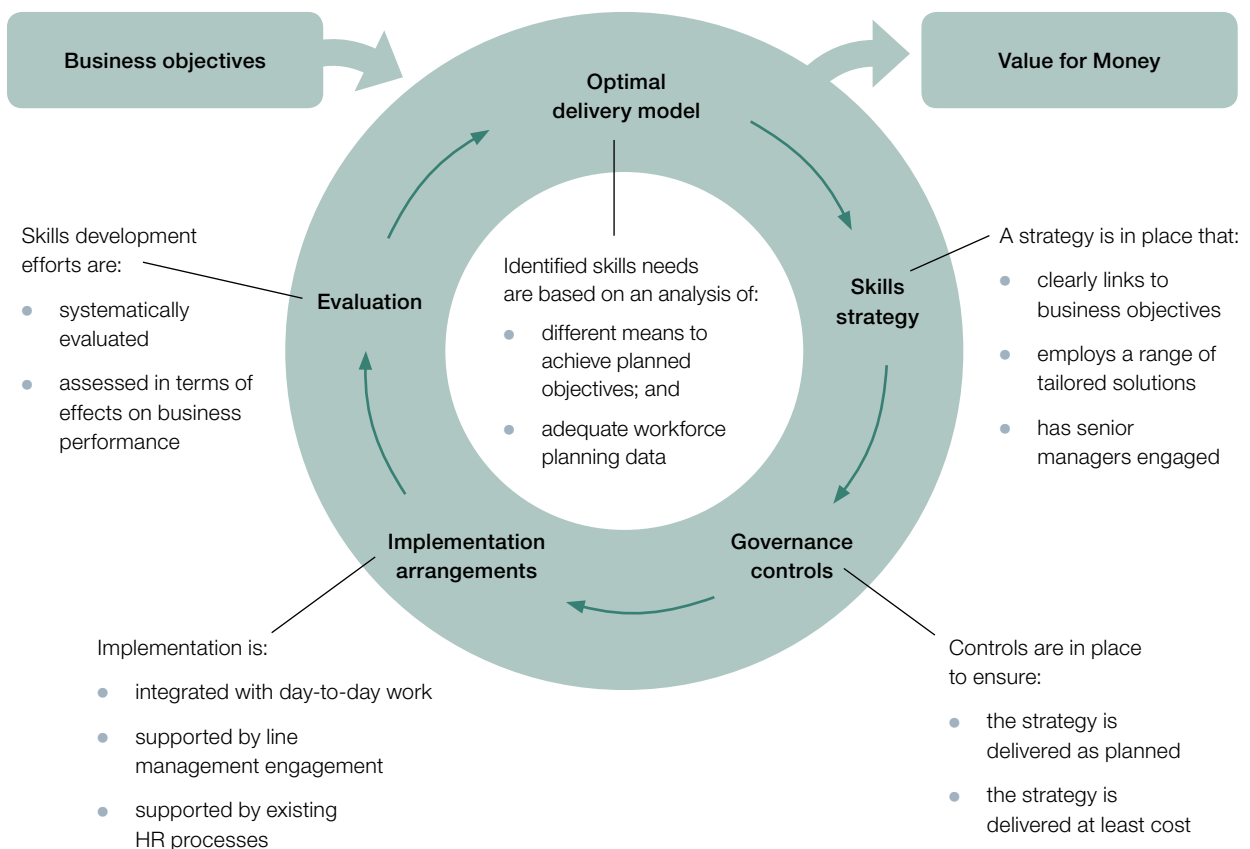 Business objectives
Value for Money
Optimal
delivery model
Identified skills needs
are based on an analysis of:
different means to
achieve planned
objectives; and
adequate workforce
planning data
Skills
strategy
A strategy is in place that:
clearly links to
business objectives
employs a range of
tailored solutions
has senior
managers engaged
Governance
controls
Controls are in place
to ensure:
the strategy is
delivered as planned
the strategy is
delivered at least cost
Implementation
arrangements
Implementation is:
integrated with day-to-day work
supported by line
management engagement
supported by existing
HR processes
Evaluation
Skills development
efforts are:
systematically
evaluated
assessed in terms of
effects on business
performance